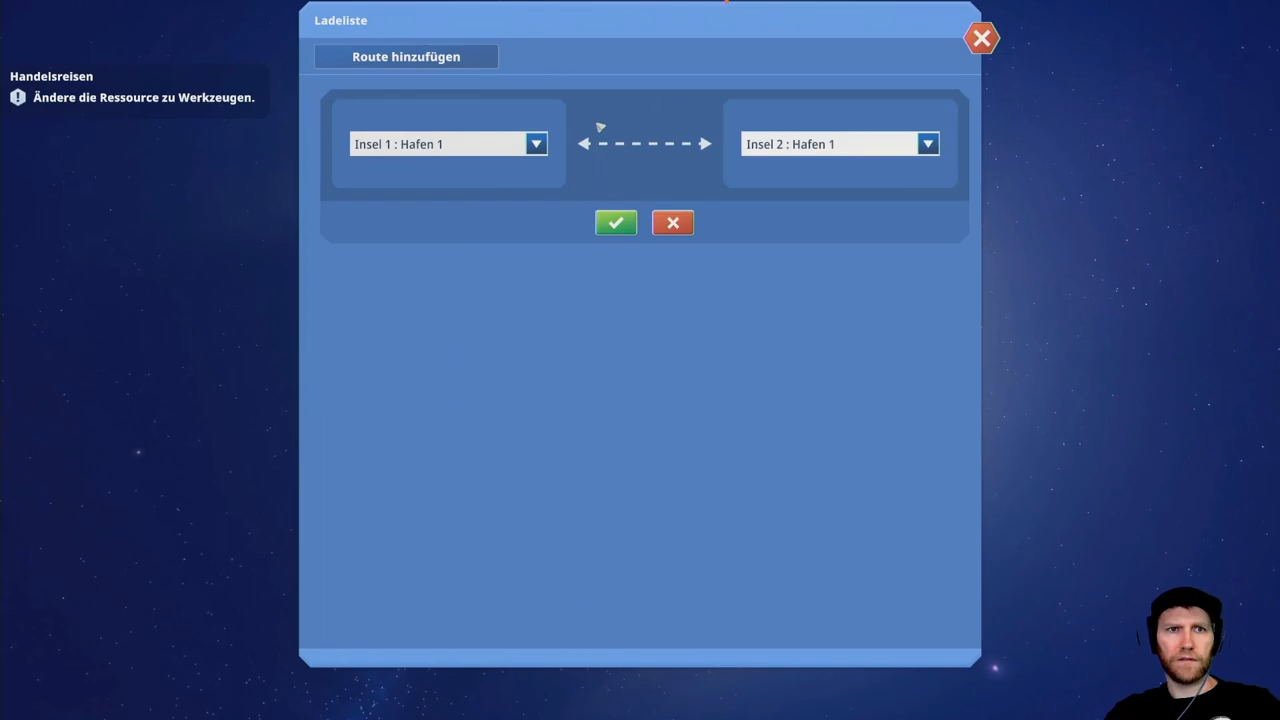 Ladeliste
Route hinzufügen
Handelsreisen
Ändere die Ressource zu Werkzeugen.
Insel 1 : Hafen 1
Insel 2 : Hafen 1